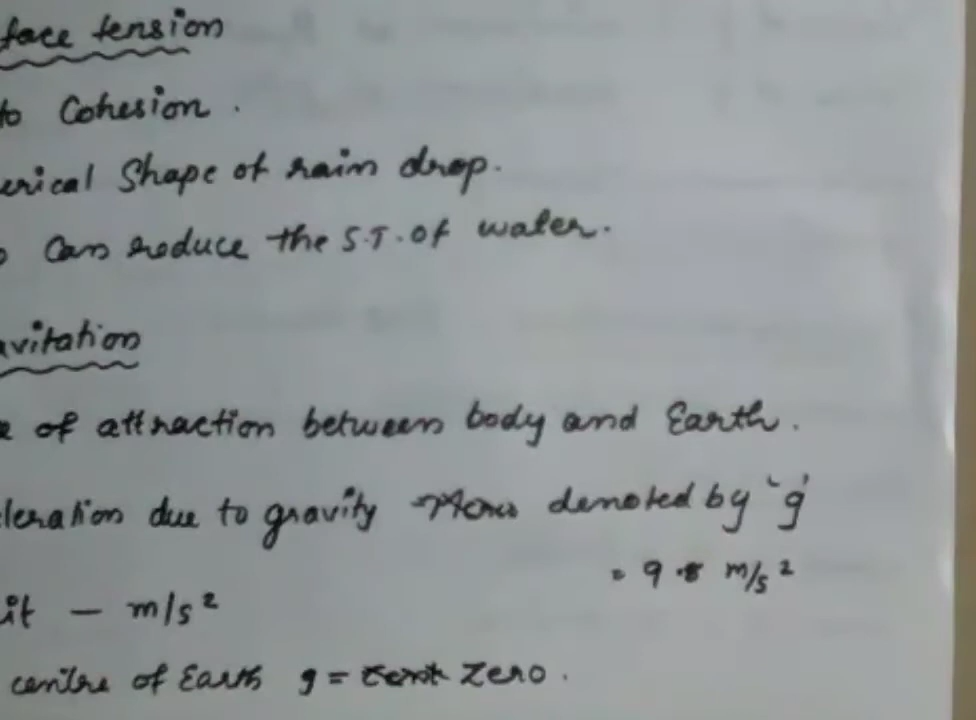 face tension
to Cohesion.
erical Shape of rain drop.
Can reduce the S.T. of water.
avitation
e of attraction between body and Earth.
leration due to gravity denoted by 'g'
= 9.8 m/s²
it – m/s²
centre of Earth g = Zero.